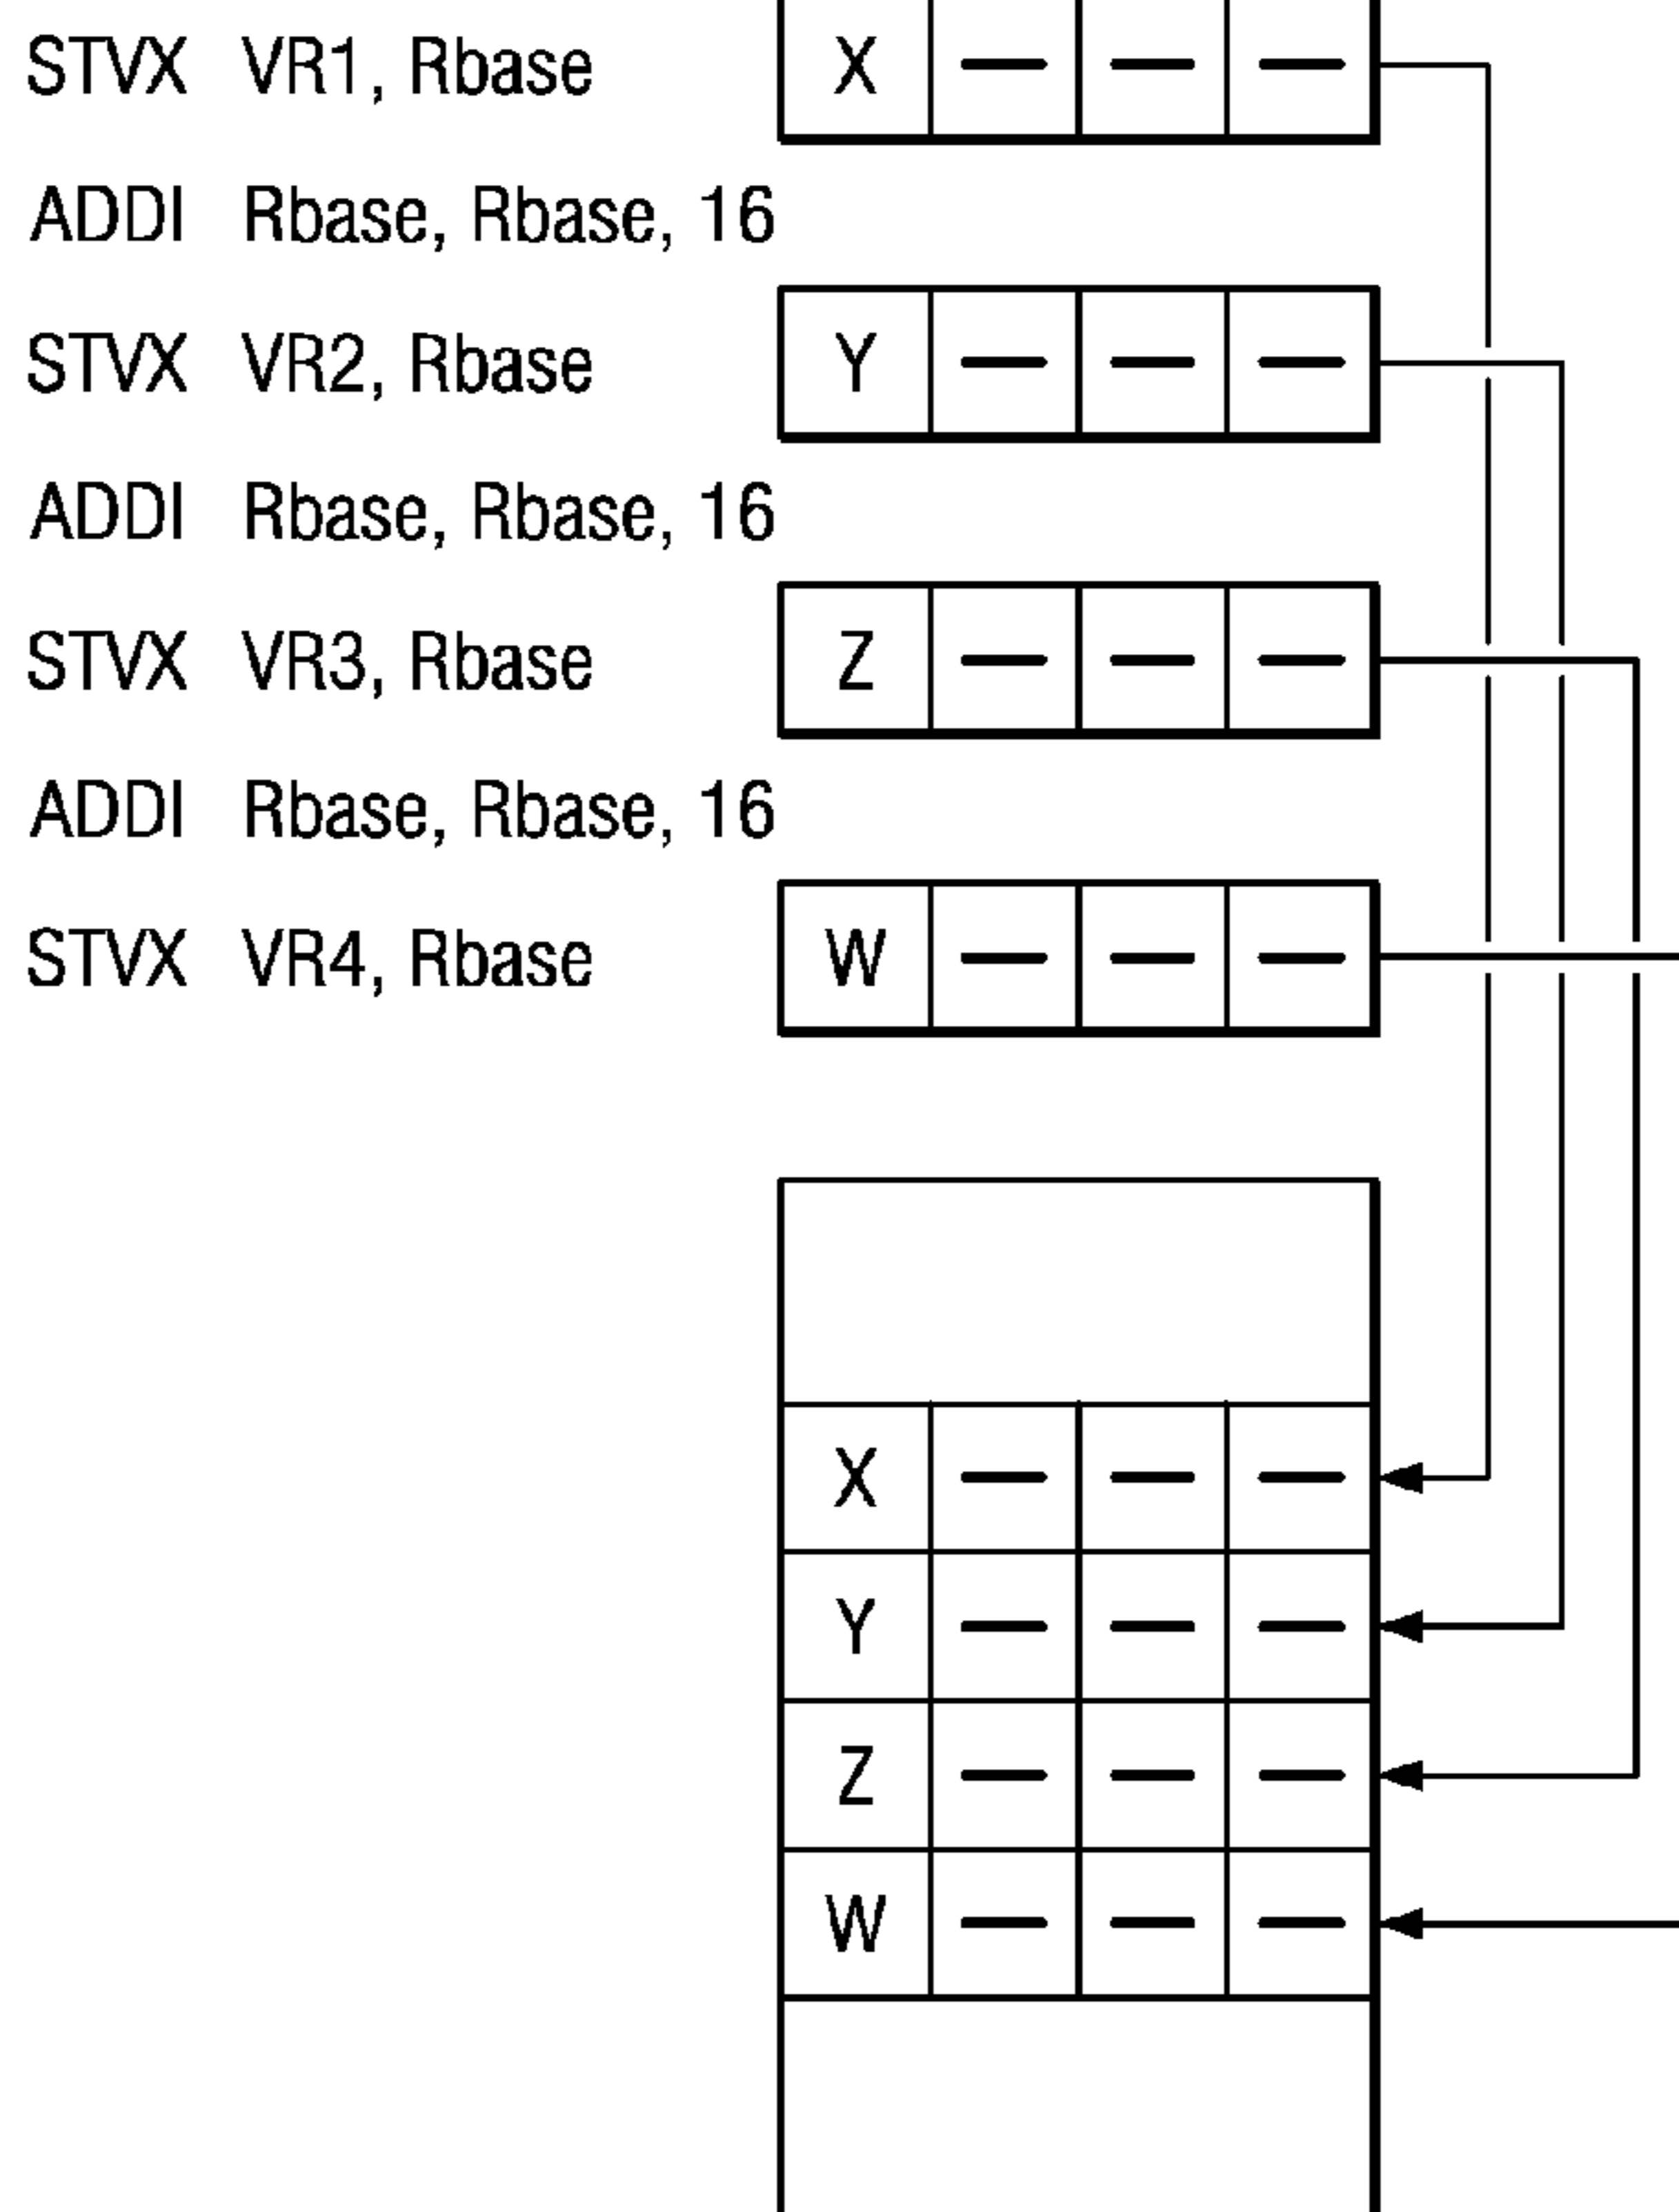 STVX VR1, Rbase X — — —
ADDI Rbase, Rbase, 16
STVX VR2, Rbase Y — — —
ADDI Rbase, Rbase, 16
STVX VR3, Rbase Z — — —
ADDI Rbase, Rbase, 16
STVX VR4, Rbase W — — —
X — — —
Y — — —
Z — — —
W — — —